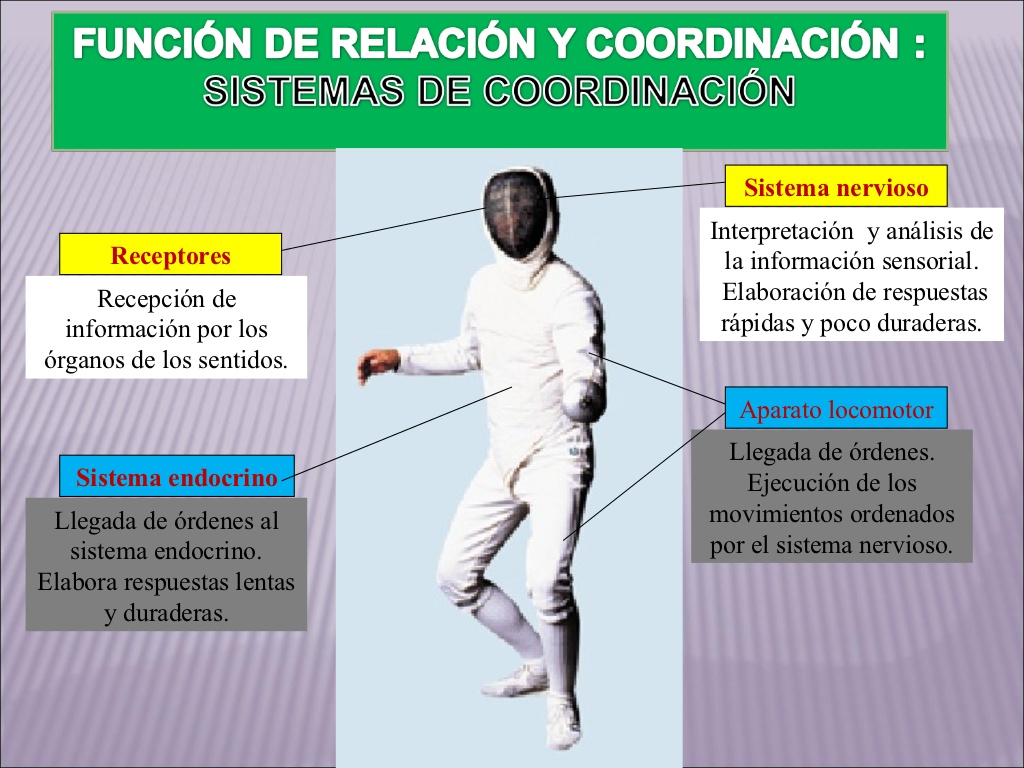 FUNCIÓN DE RELACIÓN Y COORDINACIÓN :
SISTEMAS DE COORDINACIÓN
Receptores
Recepción de
información por los
órganos de los sentidos.
Sistema nervioso
Interpretación y análisis de
la información sensorial.
Elaboración de respuestas
rápidas y poco duraderas.
Sistema endocrino
Llegada de órdenes al
sistema endocrino.
Elabora respuestas lentas
y duraderas.
Aparato locomotor
Llegada de órdenes.
Ejecución de los
movimientos ordenados
por el sistema nervioso.